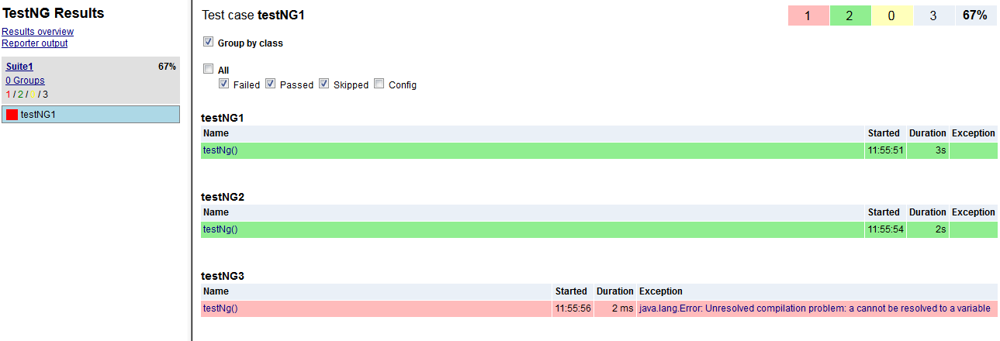 TestNG Results
Results overview
Reporter output
Suite1 67%
0 Groups
1 / 2 / 0 / 3
testNG1
Test case testNG1 1 2 0 3 67%
Group by class
All
Failed Passed Skipped Config
testNG1
Name Started Duration Exception
testNg() 11:55:51 3s
testNG2
Name Started Duration Exception
testNg() 11:55:54 2s
testNG3
Name Started Duration Exception
testNg() 11:55:56 2 ms java.lang.Error: Unresolved compilation problem: a cannot be resolved to a variable